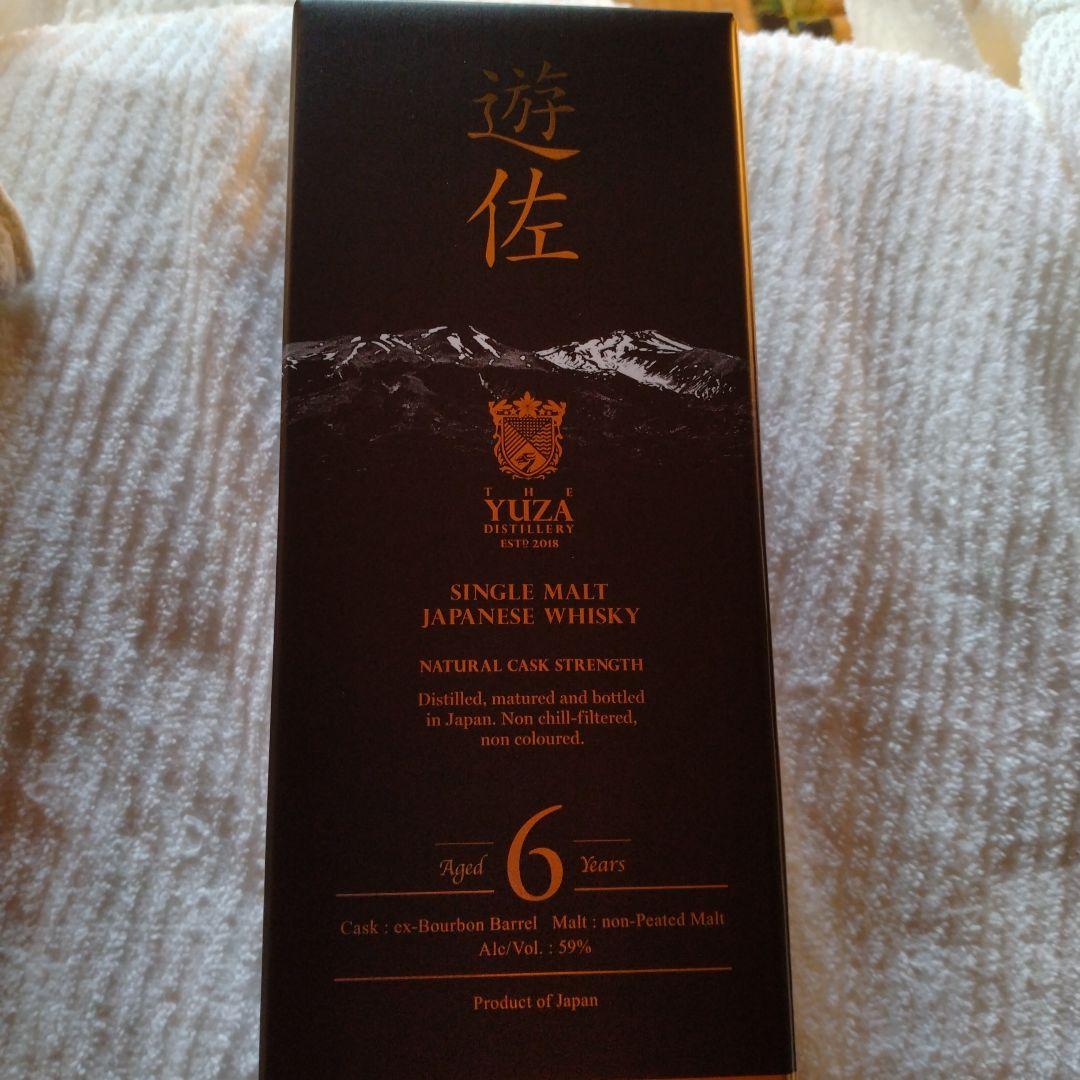 遊佐
THE
YUZA
DISTILLERY
ESTD 2018
SINGLE MALT
JAPANESE WHISKY
NATURAL CASK STRENGTH
Distilled, matured and bottled
in Japan. Non chill-filtered,
non coloured.
Aged 6 Years
Cask : ex-Bourbon Barrel Malt : non-Peated Malt
Alc/Vol. : 59%
Product of Japan